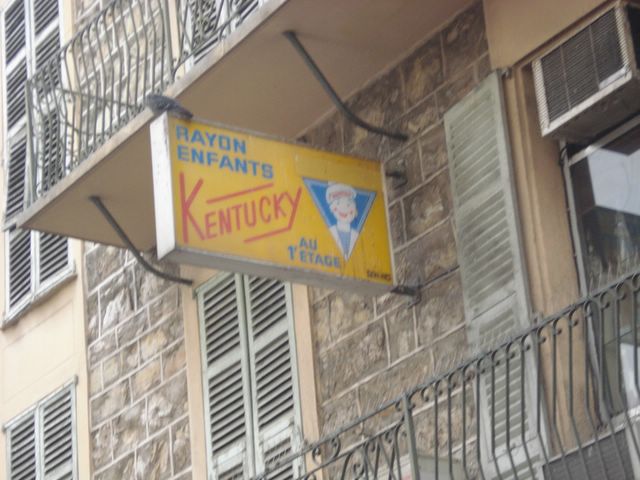 RAYON
ENFANTS
KENTUCKY
AU
1ᵉʳ ETAGE